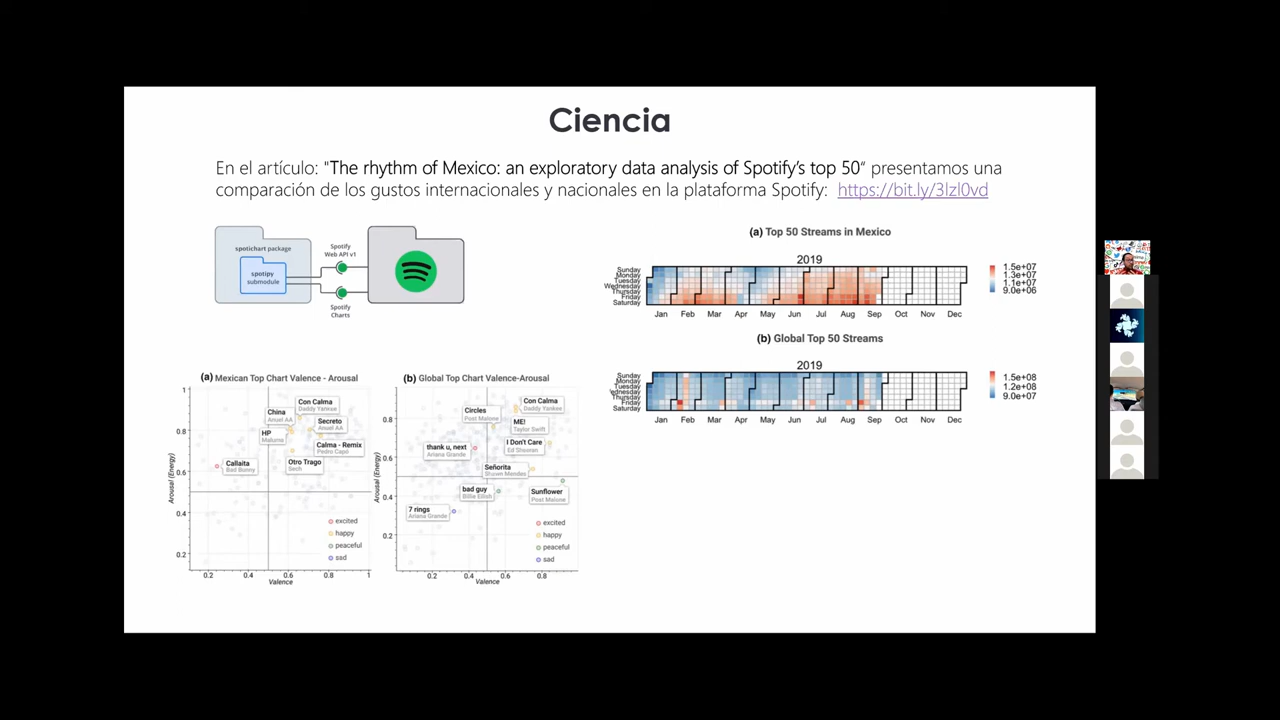 Ciencia
En el artículo: "The rhythm of Mexico: an exploratory data analysis of Spotify's top 50“ presentamos una
comparación de los gustos internacionales y nacionales en la plataforma Spotify: https://bit.ly/3lzl0vd
spotichart package
spotipy
submodule
Spotify
Web API v1
Spotify
Charts
(a) Top 50 Streams in Mexico
2019
Sunday
Monday
Tuesday
Wednesday
Thursday
Friday
Saturday
Jan Feb Mar Apr May Jun Jul Aug Sep Oct Nov Dec
1.5e+07
1.3e+07
1.1e+07
9.0e+06
(b) Global Top 50 Streams
2019
Sunday
Monday
Tuesday
Wednesday
Thursday
Friday
Saturday
Jan Feb Mar Apr May Jun Jul Aug Sep Oct Nov Dec
1.5e+08
1.2e+08
9.0e+07
(a) Mexican Top Chart Valence - Arousal
Arousal (Energy)
1
0.8
0.6
0.4
0.2
Con Calma
Daddy Yankee
China
Anuel AA
Secreto
Anuel AA
HP
Maluma
Calma - Remix
Pedro Capó
Otro Trago
Sech
Callaita
Bad Bunny
excited
happy
peaceful
sad
0.2 0.4 0.6 0.8 1
Valence
(b) Global Top Chart Valence-Arousal
Arousal (Energy)
0.8
0.6
0.4
0.2
Con Calma
Daddy Yankee
Circles
Post Malone
ME!
Taylor Swift
I Don't Care
Ed Sheeran
thank u, next
Ariana Grande
Señorita
Shawn Mendes
bad guy
Billie Eilish
Sunflower
Post Malone
7 rings
Ariana Grande
excited
happy
peaceful
sad
0.2 0.4 0.6 0.8
Valence